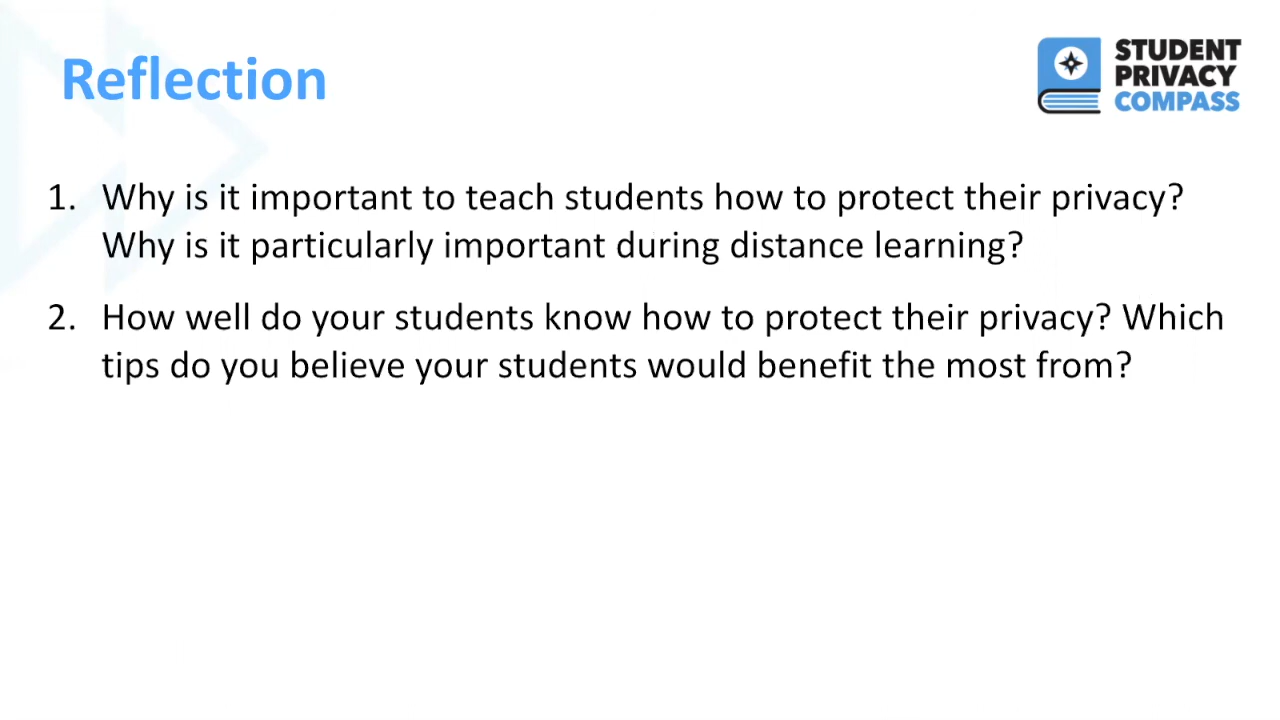 Reflection
STUDENT
PRIVACY
COMPASS
1. Why is it important to teach students how to protect their privacy?
Why is it particularly important during distance learning?
2. How well do your students know how to protect their privacy? Which
tips do you believe your students would benefit the most from?